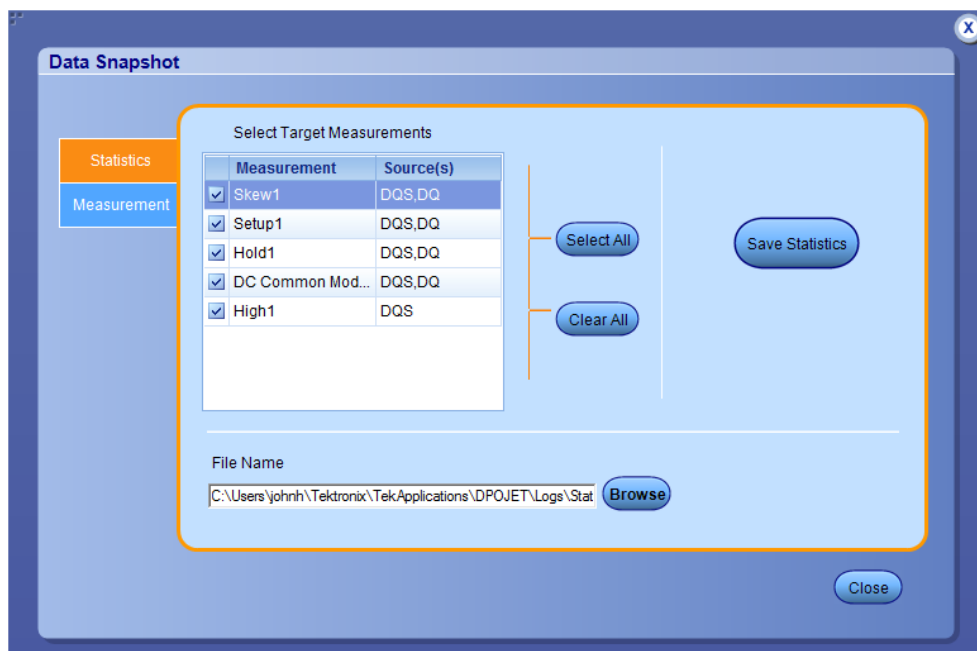 X
Data Snapshot
Statistics
Measurement
Select Target Measurements
Measurement Source(s)
Skew1 DQS,DQ
Setup1 DQS,DQ
Hold1 DQS,DQ
DC Common Mod... DQS,DQ
High1 DQS
Select All
Clear All
Save Statistics
File Name
C:\Users\johnh\Tektronix\TekApplications\DPOJET\Logs\Stat
Browse
Close